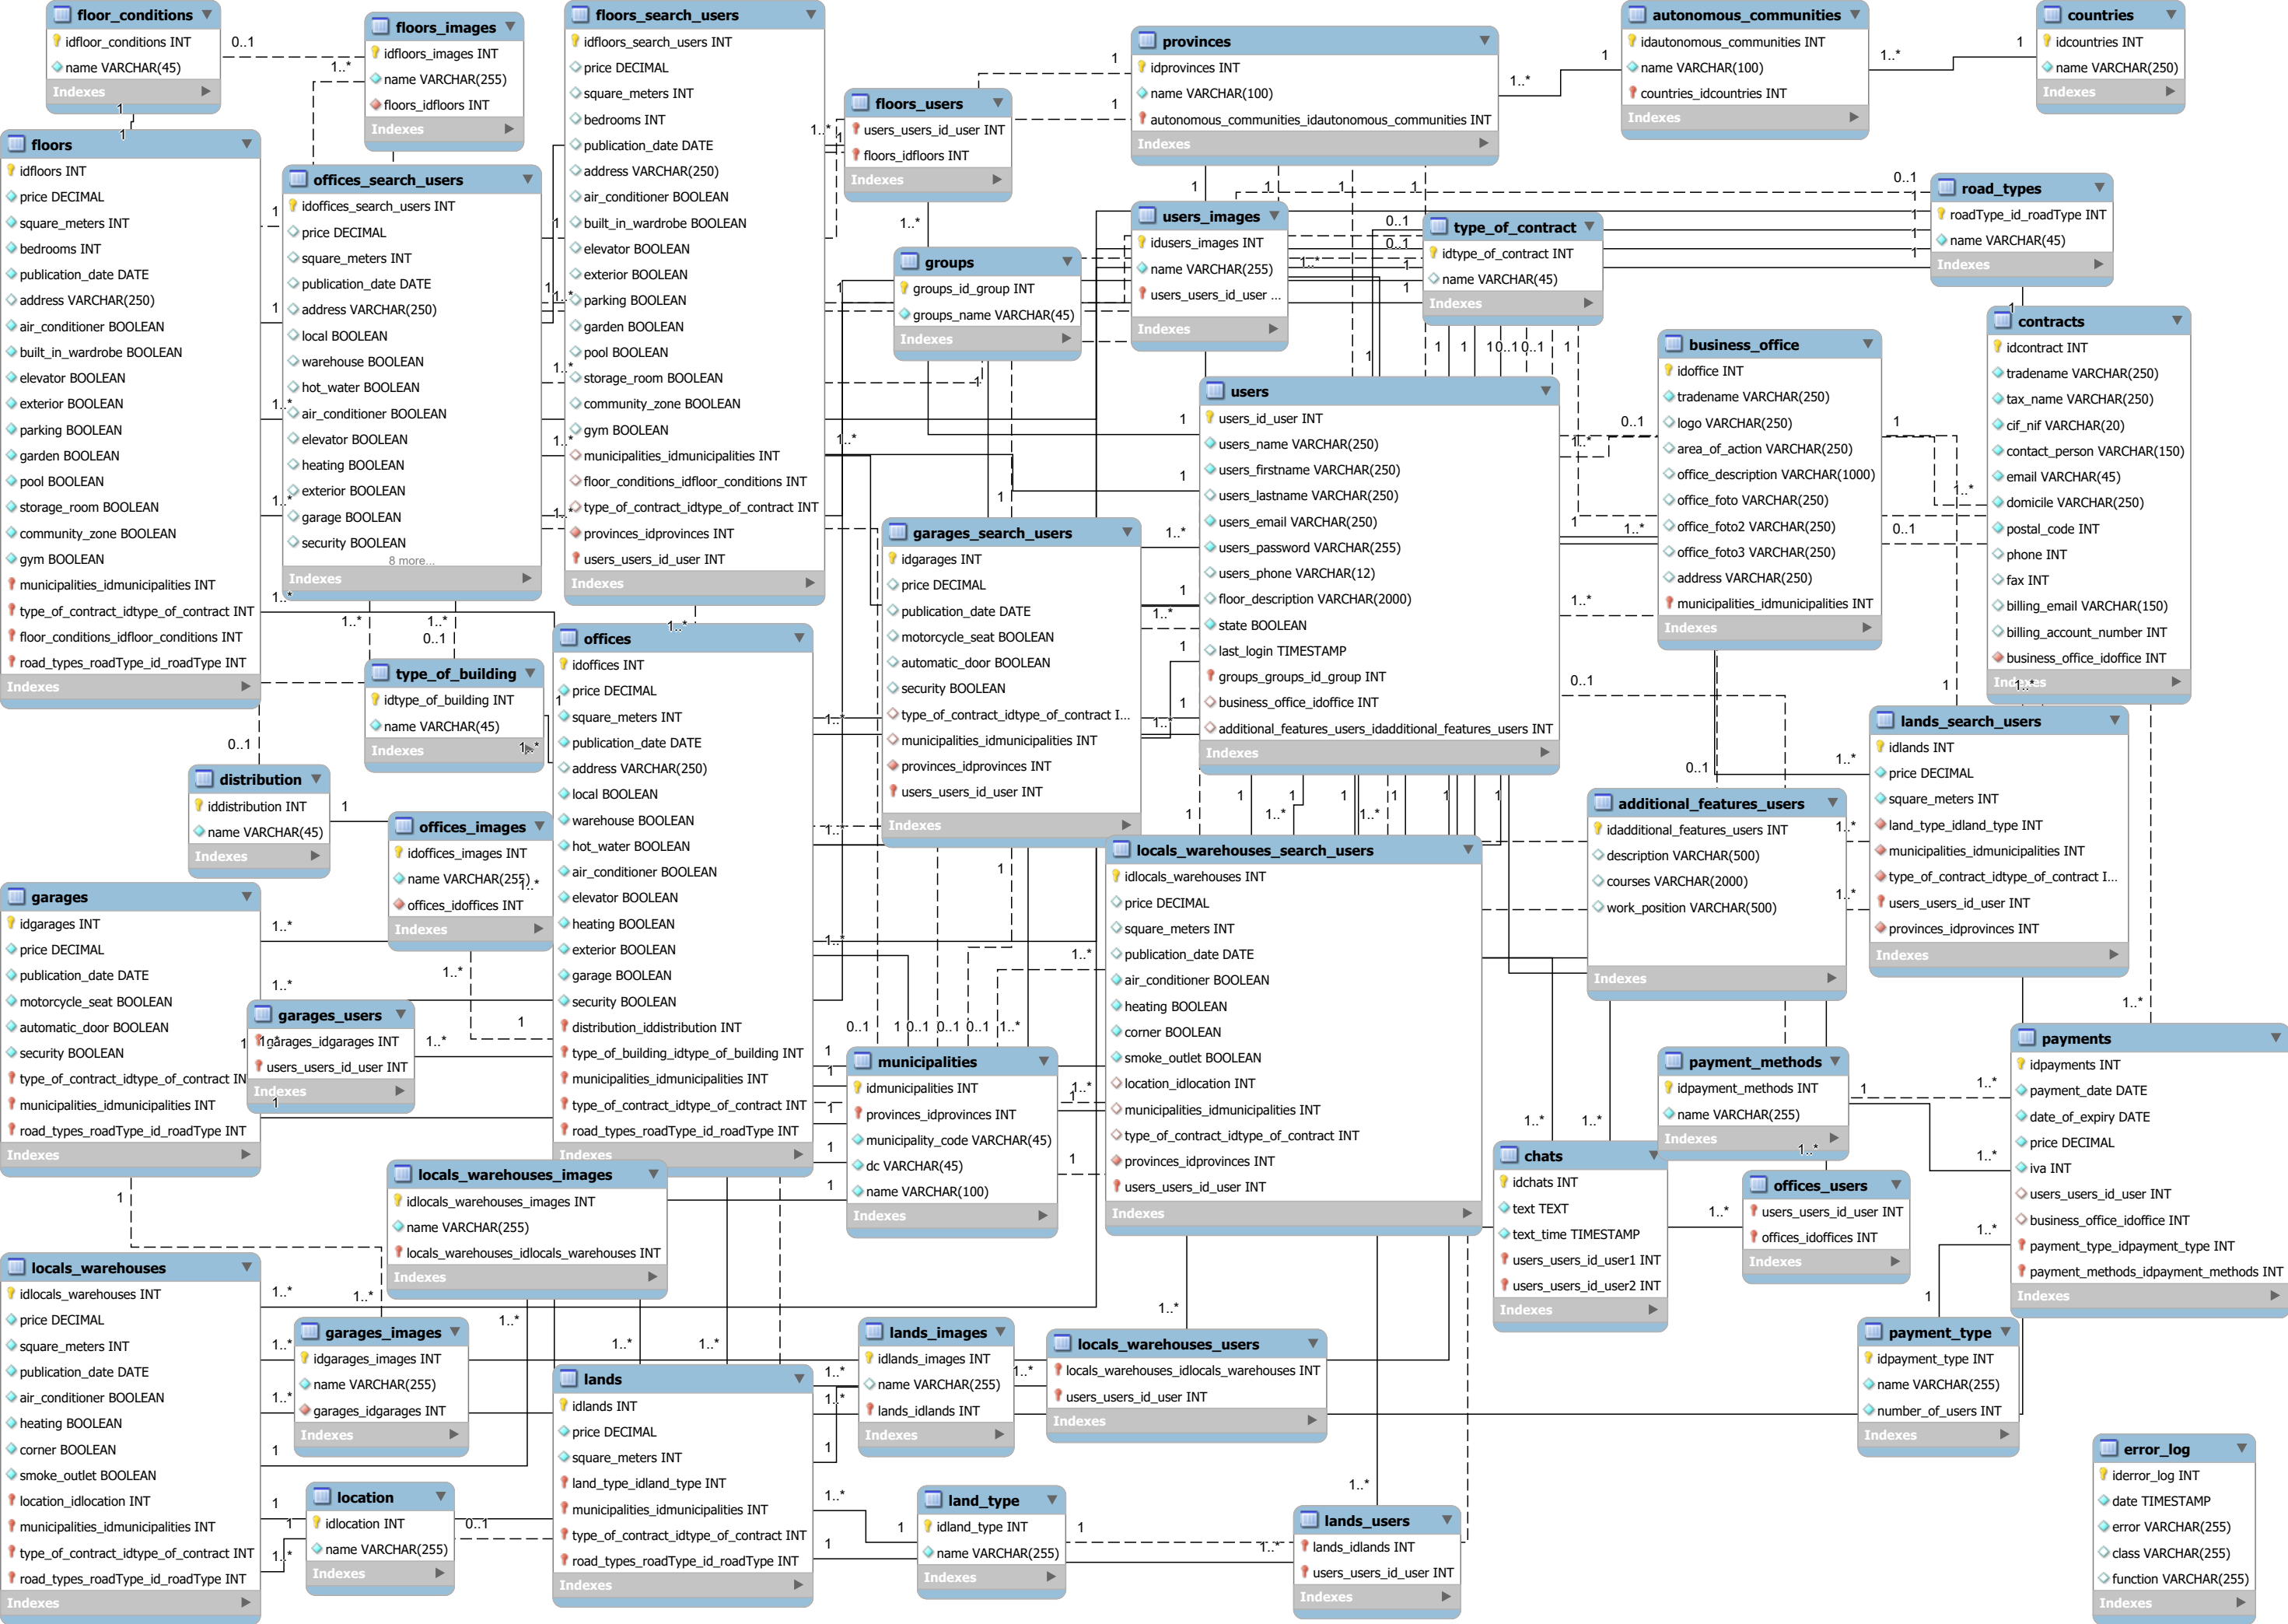 floor_conditions
idfloor_conditions INT
name VARCHAR(45)
Indexes
floors_images
idfloors_images INT
name VARCHAR(255)
floors_idfloors INT
Indexes
floors_search_users
idfloors_search_users INT
price DECIMAL
square_meters INT
bedrooms INT
publication_date DATE
address VARCHAR(250)
air_conditioner BOOLEAN
built_in_wardrobe BOOLEAN
elevator BOOLEAN
exterior BOOLEAN
parking BOOLEAN
garden BOOLEAN
pool BOOLEAN
storage_room BOOLEAN
community_zone BOOLEAN
gym BOOLEAN
municipalities_idmunicipalities INT
floor_conditions_idfloor_conditions INT
type_of_contract_idtype_of_contract INT
provinces_idprovinces INT
users_users_id_user INT
Indexes
floors_users
users_users_id_user INT
floors_idfloors INT
Indexes
provinces
idprovinces INT
name VARCHAR(100)
autonomous_communities_idautonomous_communities INT
Indexes
autonomous_communities
idautonomous_communities INT
name VARCHAR(100)
countries_idcountries INT
Indexes
countries
idcountries INT
name VARCHAR(250)
Indexes
floors
idfloors INT
price DECIMAL
square_meters INT
bedrooms INT
publication_date DATE
address VARCHAR(250)
air_conditioner BOOLEAN
built_in_wardrobe BOOLEAN
elevator BOOLEAN
exterior BOOLEAN
parking BOOLEAN
garden BOOLEAN
pool BOOLEAN
storage_room BOOLEAN
community_zone BOOLEAN
gym BOOLEAN
municipalities_idmunicipalities INT
type_of_contract_idtype_of_contract INT
floor_conditions_idfloor_conditions INT
road_types_roadType_id_roadType INT
Indexes
offices_search_users
idoffices_search_users INT
price DECIMAL
square_meters INT
publication_date DATE
address VARCHAR(250)
local BOOLEAN
warehouse BOOLEAN
hot_water BOOLEAN
air_conditioner BOOLEAN
elevator BOOLEAN
heating BOOLEAN
exterior BOOLEAN
garage BOOLEAN
security BOOLEAN
8 more...
Indexes
groups
groups_id_group INT
groups_name VARCHAR(45)
Indexes
users_images
idusers_images INT
name VARCHAR(255)
users_users_id_user ...
Indexes
type_of_contract
idtype_of_contract INT
name VARCHAR(45)
Indexes
road_types
roadType_id_roadType INT
name VARCHAR(45)
Indexes
contracts
idcontract INT
tradename VARCHAR(250)
tax_name VARCHAR(250)
cif_nif VARCHAR(20)
contact_person VARCHAR(150)
email VARCHAR(45)
domicile VARCHAR(250)
postal_code INT
phone INT
fax INT
billing_email VARCHAR(150)
billing_account_number INT
business_office_idoffice INT
Indexes
business_office
idoffice INT
tradename VARCHAR(250)
logo VARCHAR(250)
area_of_action VARCHAR(250)
office_description VARCHAR(1000)
office_foto VARCHAR(250)
office_foto2 VARCHAR(250)
office_foto3 VARCHAR(250)
address VARCHAR(250)
municipalities_idmunicipalities INT
Indexes
users
users_id_user INT
users_name VARCHAR(250)
users_firstname VARCHAR(250)
users_lastname VARCHAR(250)
users_email VARCHAR(250)
users_password VARCHAR(255)
users_phone VARCHAR(12)
floor_description VARCHAR(2000)
state BOOLEAN
last_login TIMESTAMP
groups_groups_id_group INT
business_office_idoffice INT
additional_features_users_idadditional_features_users INT
Indexes
garages_search_users
idgarages INT
price DECIMAL
publication_date DATE
motorcycle_seat BOOLEAN
automatic_door BOOLEAN
security BOOLEAN
type_of_contract_idtype_of_contract I...
municipalities_idmunicipalities INT
provinces_idprovinces INT
users_users_id_user INT
Indexes
offices
idoffices INT
price DECIMAL
square_meters INT
publication_date DATE
address VARCHAR(250)
local BOOLEAN
warehouse BOOLEAN
hot_water BOOLEAN
air_conditioner BOOLEAN
elevator BOOLEAN
heating BOOLEAN
exterior BOOLEAN
garage BOOLEAN
security BOOLEAN
distribution_iddistribution INT
type_of_building_idtype_of_building INT
municipalities_idmunicipalities INT
type_of_contract_idtype_of_contract INT
road_types_roadType_id_roadType INT
Indexes
type_of_building
idtype_of_building INT
name VARCHAR(45)
Indexes
distribution
iddistribution INT
name VARCHAR(45)
Indexes
offices_images
idoffices_images INT
name VARCHAR(255)
offices_idoffices INT
Indexes
lands_search_users
idlands INT
price DECIMAL
square_meters INT
land_type_idland_type INT
municipalities_idmunicipalities INT
type_of_contract_idtype_of_contract I...
users_users_id_user INT
provinces_idprovinces INT
Indexes
additional_features_users
idadditional_features_users INT
description VARCHAR(500)
courses VARCHAR(2000)
work_position VARCHAR(500)
Indexes
locals_warehouses_search_users
idlocals_warehouses INT
price DECIMAL
square_meters INT
publication_date DATE
air_conditioner BOOLEAN
heating BOOLEAN
corner BOOLEAN
smoke_outlet BOOLEAN
location_idlocation INT
municipalities_idmunicipalities INT
type_of_contract_idtype_of_contract INT
provinces_idprovinces INT
users_users_id_user INT
Indexes
garages
idgarages INT
price DECIMAL
publication_date DATE
motorcycle_seat BOOLEAN
automatic_door BOOLEAN
security BOOLEAN
type_of_contract_idtype_of_contract IN
municipalities_idmunicipalities INT
road_types_roadType_id_roadType INT
Indexes
garages_users
garages_idgarages INT
users_users_id_user INT
Indexes
municipalities
idmunicipalities INT
provinces_idprovinces INT
municipality_code VARCHAR(45)
dc VARCHAR(45)
name VARCHAR(100)
Indexes
payment_methods
idpayment_methods INT
name VARCHAR(255)
Indexes
payments
idpayments INT
payment_date DATE
date_of_expiry DATE
price DECIMAL
iva INT
users_users_id_user INT
business_office_idoffice INT
payment_type_idpayment_type INT
payment_methods_idpayment_methods INT
Indexes
chats
idchats INT
text TEXT
text_time TIMESTAMP
users_users_id_user1 INT
users_users_id_user2 INT
Indexes
offices_users
users_users_id_user INT
offices_idoffices INT
Indexes
locals_warehouses_images
idlocals_warehouses_images INT
name VARCHAR(255)
locals_warehouses_idlocals_warehouses INT
Indexes
locals_warehouses
idlocals_warehouses INT
price DECIMAL
square_meters INT
publication_date DATE
air_conditioner BOOLEAN
heating BOOLEAN
corner BOOLEAN
smoke_outlet BOOLEAN
location_idlocation INT
municipalities_idmunicipalities INT
type_of_contract_idtype_of_contract INT
road_types_roadType_id_roadType INT
Indexes
garages_images
idgarages_images INT
name VARCHAR(255)
garages_idgarages INT
Indexes
location
idlocation INT
name VARCHAR(255)
Indexes
lands
idlands INT
price DECIMAL
square_meters INT
land_type_idland_type INT
municipalities_idmunicipalities INT
type_of_contract_idtype_of_contract INT
road_types_roadType_id_roadType INT
Indexes
lands_images
idlands_images INT
name VARCHAR(255)
lands_idlands INT
Indexes
locals_warehouses_users
locals_warehouses_idlocals_warehouses INT
users_users_id_user INT
Indexes
land_type
idland_type INT
name VARCHAR(255)
Indexes
lands_users
lands_idlands INT
users_users_id_user INT
Indexes
payment_type
idpayment_type INT
name VARCHAR(255)
number_of_users INT
Indexes
error_log
iderror_log INT
date TIMESTAMP
error VARCHAR(255)
class VARCHAR(255)
function VARCHAR(255)
Indexes